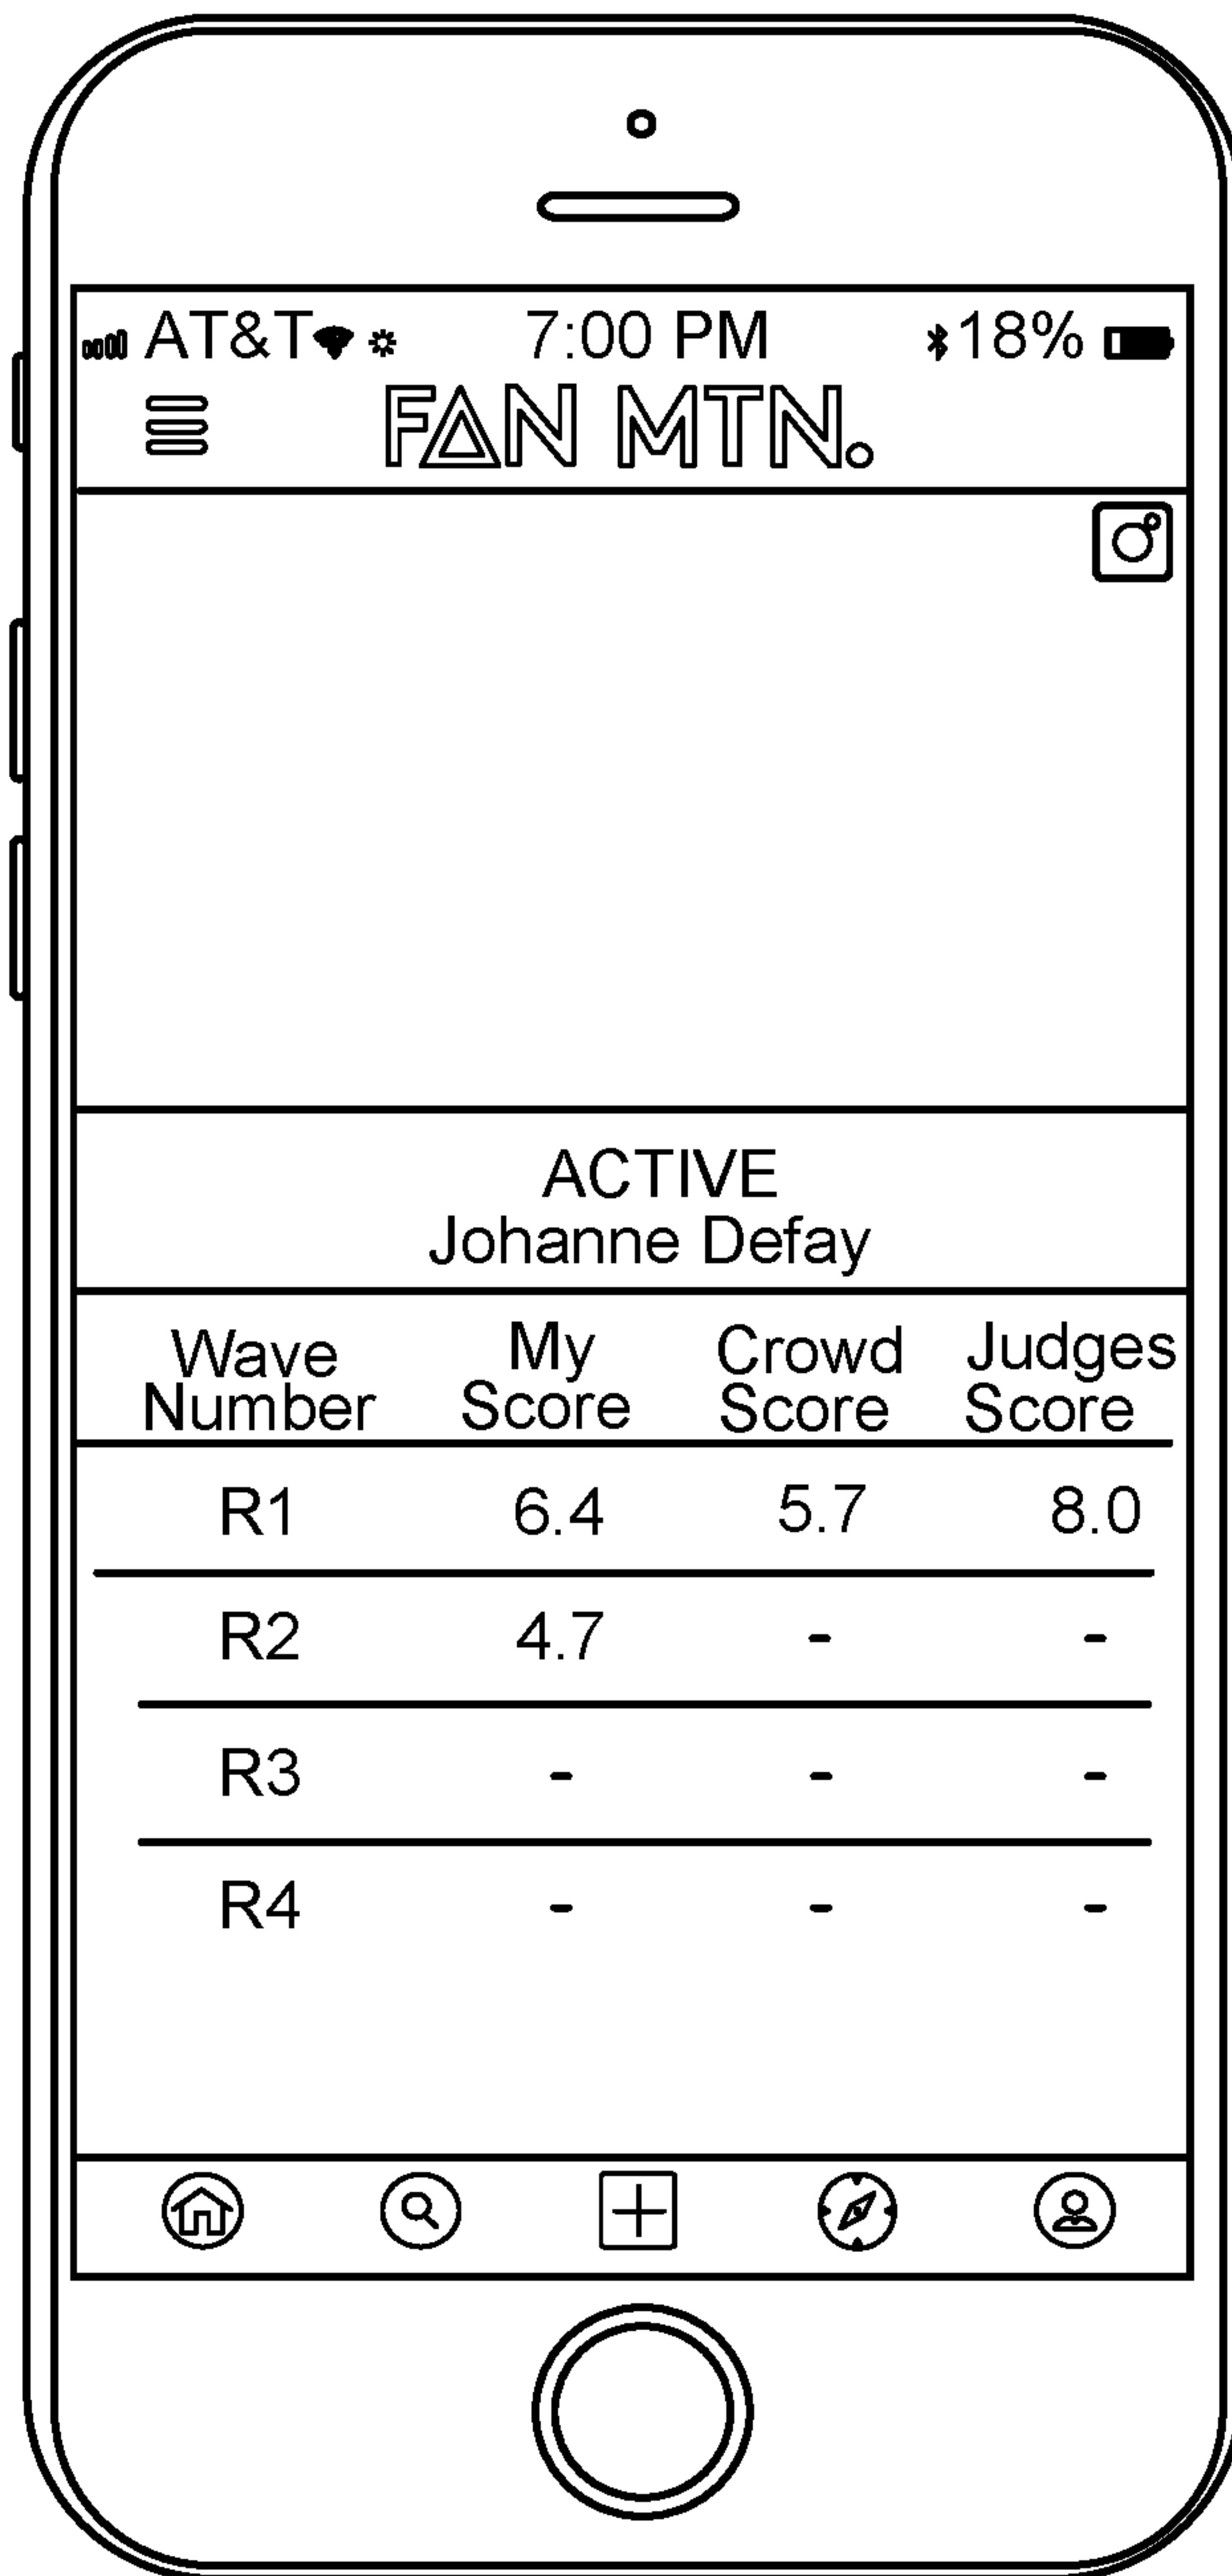 AT&T 7:00 PM 18%
FAN MTN.
ACTIVE
Johanne Defay
Wave Number My Score Crowd Score Judges Score
R1 6.4 5.7 8.0
R2 4.7 - -
R3 - - -
R4 - - -